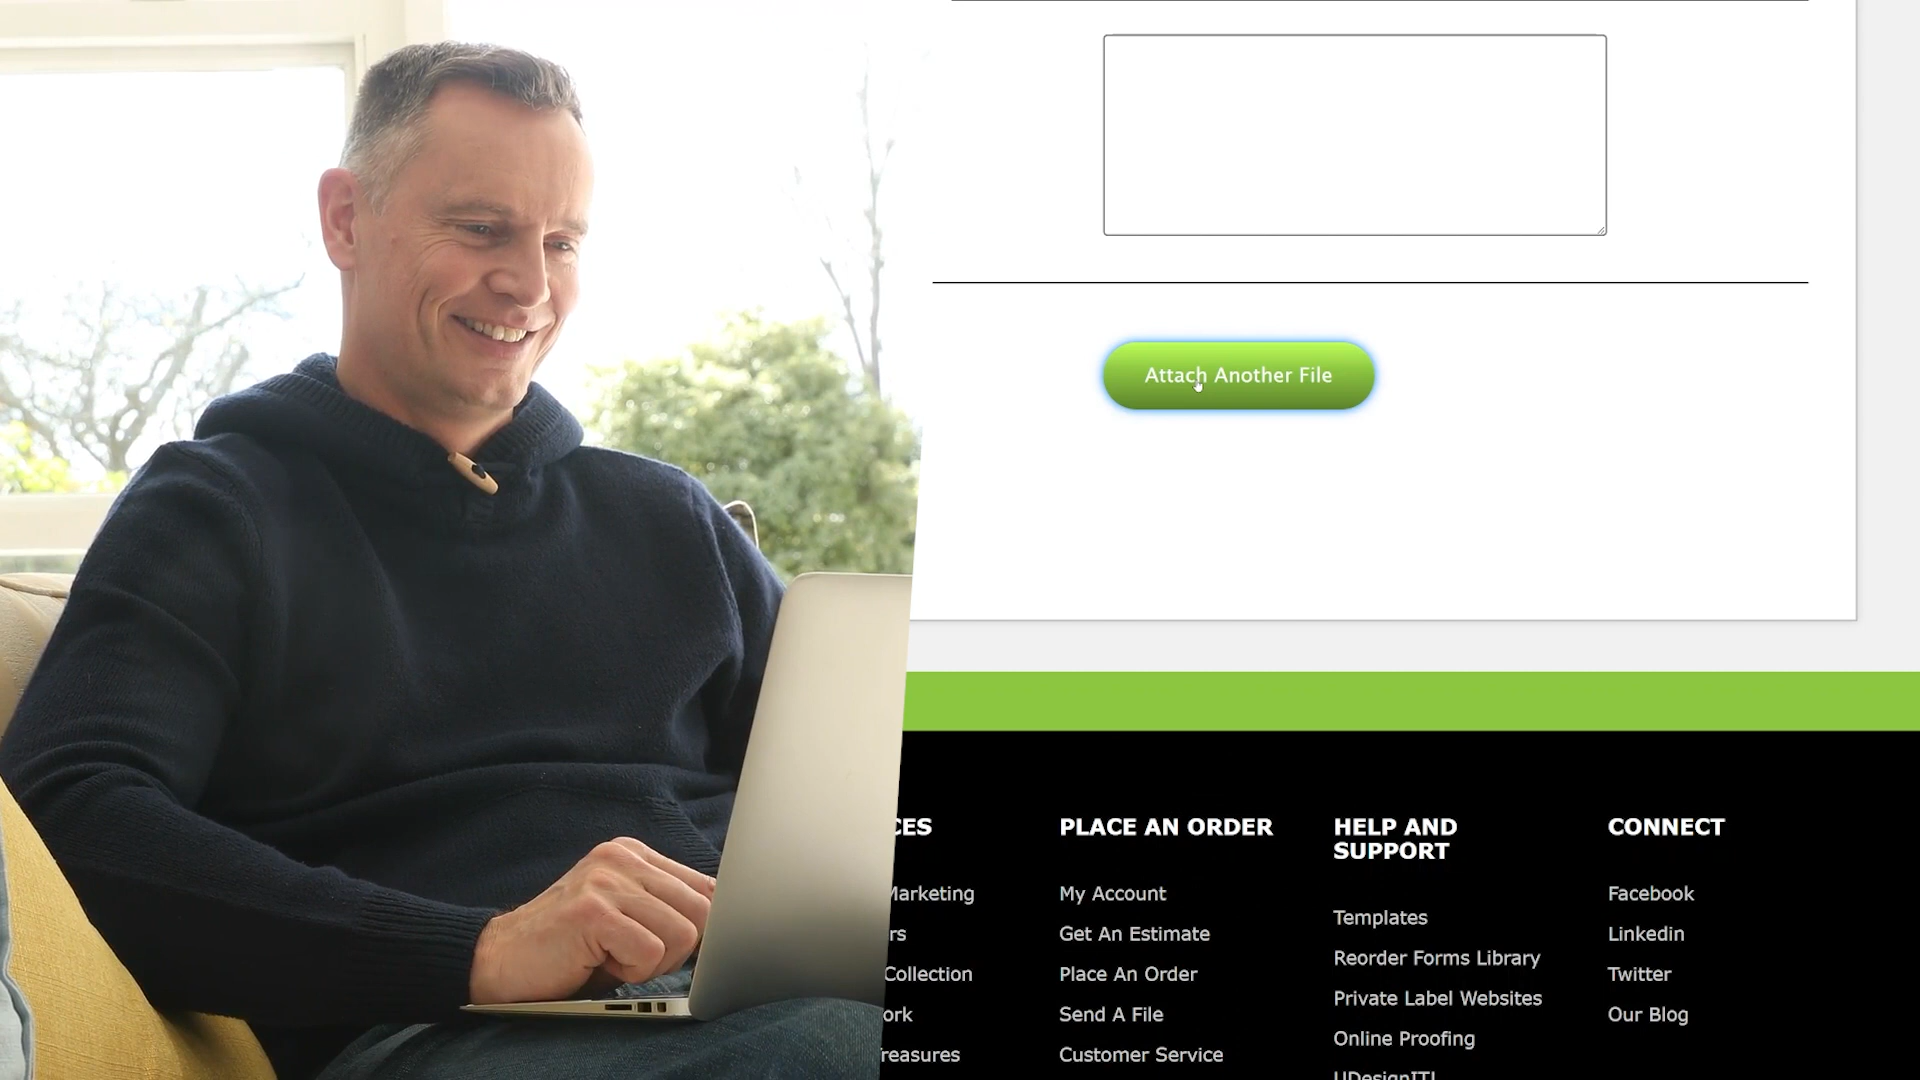 Attach Another File
PLACE AN ORDER
My Account
Get An Estimate
Place An Order
Send A File
Customer Service
HELP AND
SUPPORT
Templates
Reorder Forms Library
Private Label Websites
Online Proofing
CONNECT
Facebook
Linkedin
Twitter
Our Blog
Collection